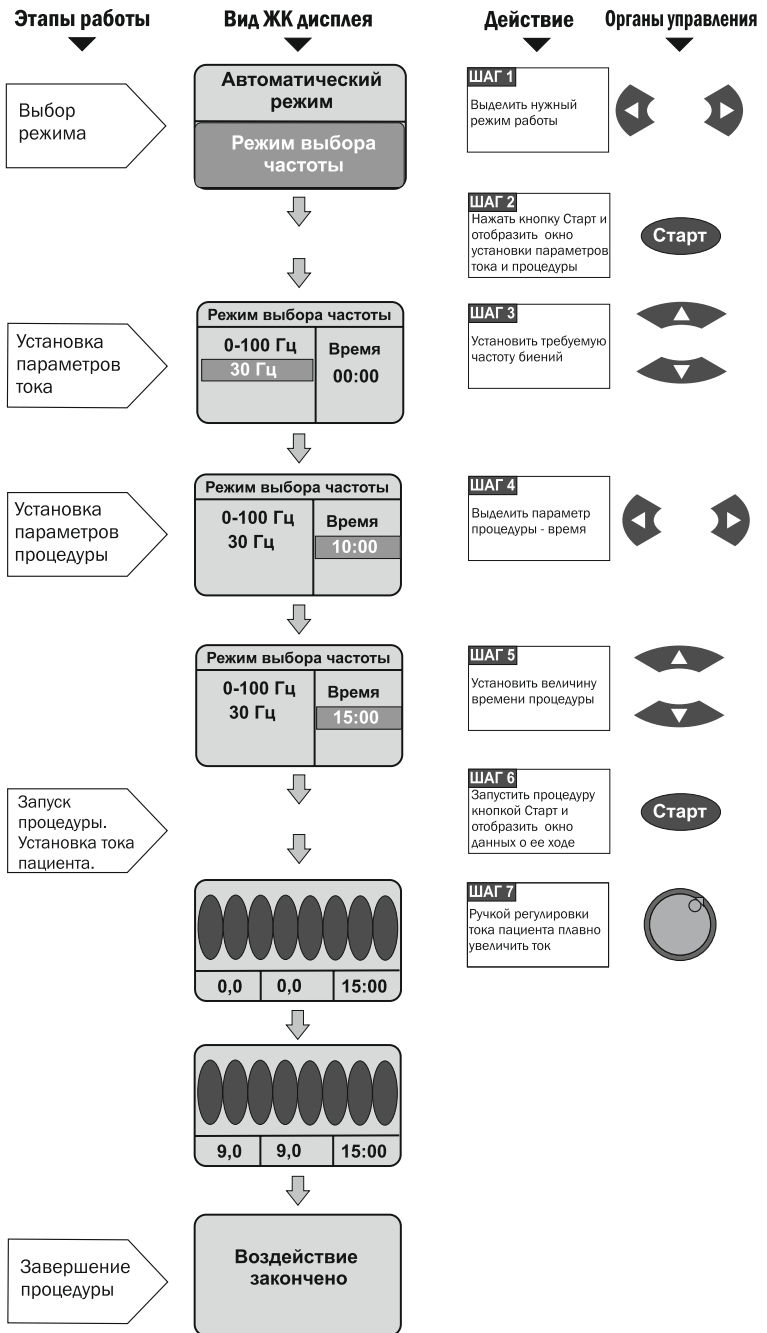 Этапы работы
Вид ЖК дисплея
Действие
Органы управления
Выбор
режима
Автоматический
режим
Режим выбора
частоты
ШАГ 1
Выделить нужный
режим работы
ШАГ 2
Нажать кнопку Старт и
отобразить окно
установки параметров
тока и процедуры
Старт
Установка
параметров
тока
Режим выбора частоты
0-100 Гц
30 Гц
Время
00:00
ШАГ 3
Установить требуемую
частоту биений
Установка
параметров
процедуры
Режим выбора частоты
0-100 Гц
30 Гц
Время
10:00
ШАГ 4
Выделить параметр
процедуры - время
Режим выбора частоты
0-100 Гц
30 Гц
Время
15:00
ШАГ 5
Установить величину
времени процедуры
Запуск
процедуры.
Установка тока
пациента.
ШАГ 6
Запустить процедуру
кнопкой Старт и
отобразить окно
данных о ее ходе
Старт
0,0 0,0 15:00
ШАГ 7
Ручкой регулировки
тока пациента плавно
увеличить ток
9,0 9,0 15:00
Завершение
процедуры
Воздействие
закончено